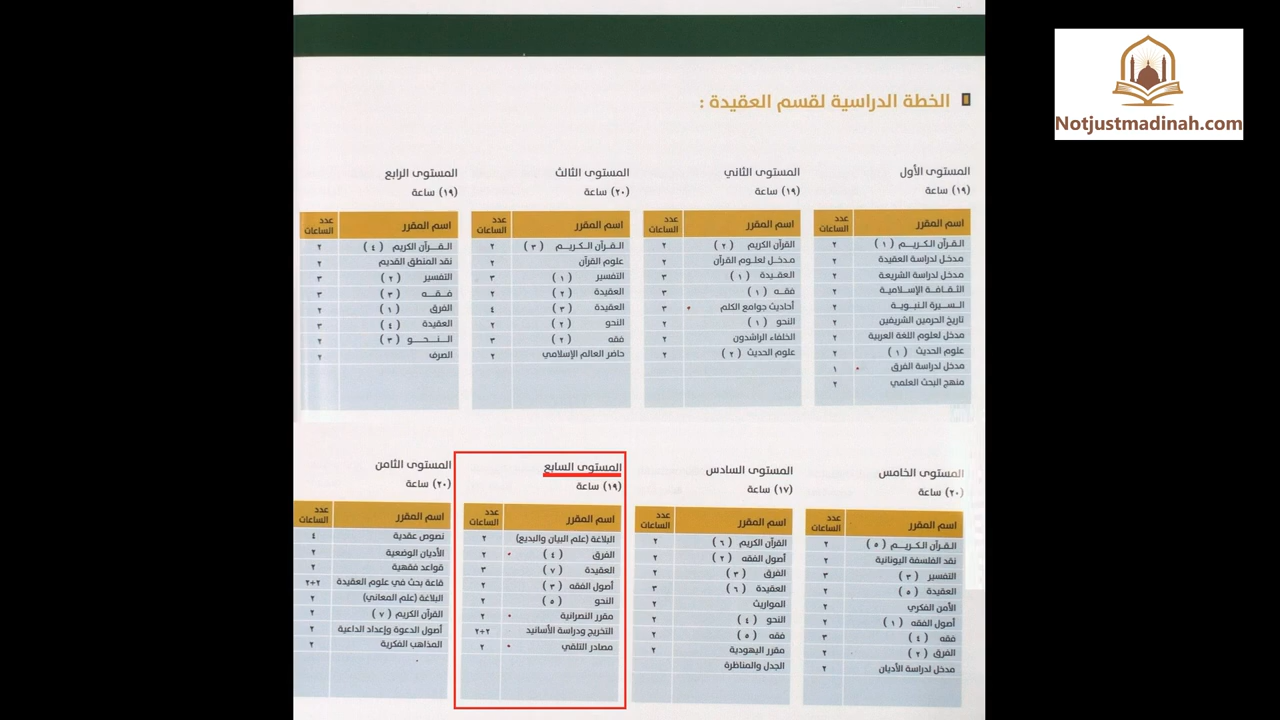 Notjustmadinah.com
الخطة الدراسية لقسم العقيدة :
المستوى الأول
(١٩) ساعة
اسم المقرر عدد الساعات
القرآن الكريم (١) ٢
مدخل لدراسة العقيدة ٢
مدخل لدراسة الشريعة ٢
الثقافة الإسلامية ٢
السيرة النبوية ٢
تاريخ الحرمين الشريفين ٢
مدخل لعلوم اللغة العربية ٢
علوم الحديث (١) ٢
مدخل لدراسة الفرق ١
منهج البحث العلمي ٢
المستوى الثاني
(١٩) ساعة
اسم المقرر عدد الساعات
القرآن الكريم (٢) ٢
مدخل لعلوم القرآن ٢
العقيدة (١) ٣
فقه (١) ٣
أحاديث جوامع الكلم ٣
النحو (١) ٢
الخلفاء الراشدون ٢
علوم الحديث (٢) ٢
المستوى الثالث
(٢٠) ساعة
اسم المقرر عدد الساعات
القرآن الكريم (٣) ٢
علوم القرآن ٢
التفسير (١) ٣
العقيدة (٢) ٢
العقيدة (٣) ٤
النحو (٢) ٢
فقه (٢) ٣
حاضر العالم الإسلامي ٢
المستوى الرابع
(١٩) ساعة
اسم المقرر عدد الساعات
القرآن الكريم (٤) ٢
نقد المنطق القديم ٢
التفسير (٢) ٣
فقه (٣) ٣
الفرق (١) ٢
العقيدة (٤) ٣
النحو (٣) ٢
الصرف ٢
المستوى الخامس
(٢٠) ساعة
اسم المقرر عدد الساعات
القرآن الكريم (٥) ٢
نقد الفلسفة اليونانية ٢
التفسير (٣) ٣
العقيدة (٥) ٢
الأمن الفكري ٢
أصول الفقه (١) ٢
فقه (٤) ٣
الفرق (٢) ٢
مدخل لدراسة الأديان ٢
المستوى السادس
(١٧) ساعة
اسم المقرر عدد الساعات
القرآن الكريم (٦) ٢
أصول الفقه (٢) ٢
الفرق (٣) ٢
العقيدة (٦) ٣
المواريث ٢
النحو (٤) ٢
فقه (٥) ٢
مقرر اليهودية ٢
الجدل والمناظرة
المستوى السابع
(١٩) ساعة
اسم المقرر عدد الساعات
البلاغة (علم البيان والبديع) ٢
الفرق (٤) ٢
العقيدة (٧) ٣
أصول الفقه (٣) ٢
النحو (٥) ٢
مقرر النصرانية ٢
التخريج ودراسة الأسانيد ٢+٢
مصادر التلقي ٢
المستوى الثامن
(٢٠) ساعة
اسم المقرر عدد الساعات
نصوص عقدية ٤
الأديان الوضعية ٢
قواعد فقهية ٢
قاعة بحث في علوم العقيدة ٢+٢
البلاغة (علم المعاني) ٢
القرآن الكريم (٧) ٢
أصول الدعوة وإعداد الداعية ٢
المذاهب الفكرية ٢